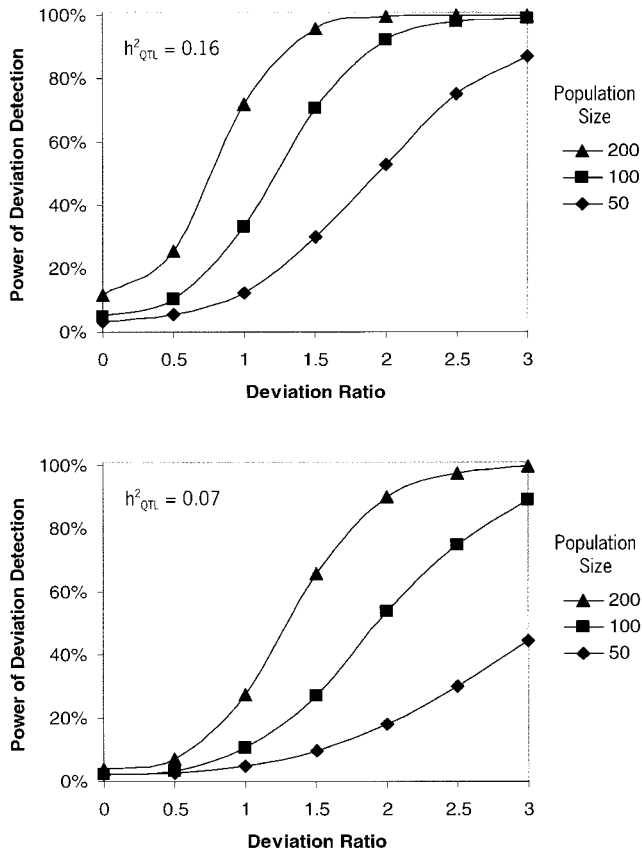 100%
80%
60%
40%
20%
0%
Power of Deviation Detection
h²QTL = 0.16
0 0.5 1 1.5 2 2.5 3
Deviation Ratio
Population
Size
200
100
50
100%
80%
60%
40%
20%
0%
Power of Deviation Detection
h²QTL = 0.07
0 0.5 1 1.5 2 2.5 3
Deviation Ratio
Population
Size
200
100
50